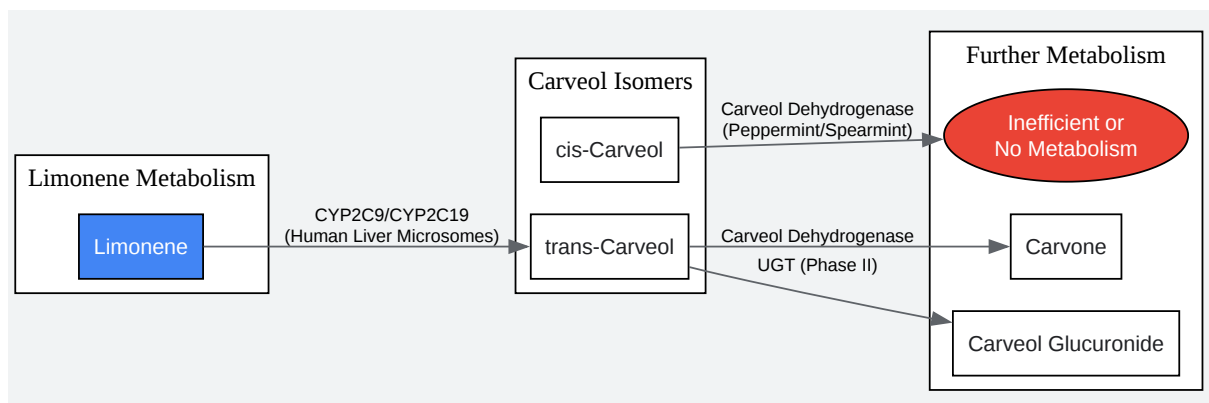 Limonene Metabolism
Limonene
CYP2C9/CYP2C19
(Human Liver Microsomes)
Carveol Isomers
cis-Carveol
trans-Carveol
Carveol Dehydrogenase
(Peppermint/Spearmint)
Carveol Dehydrogenase
UGT (Phase II)
Further Metabolism
Inefficient or
No Metabolism
Carvone
Carveol Glucuronide